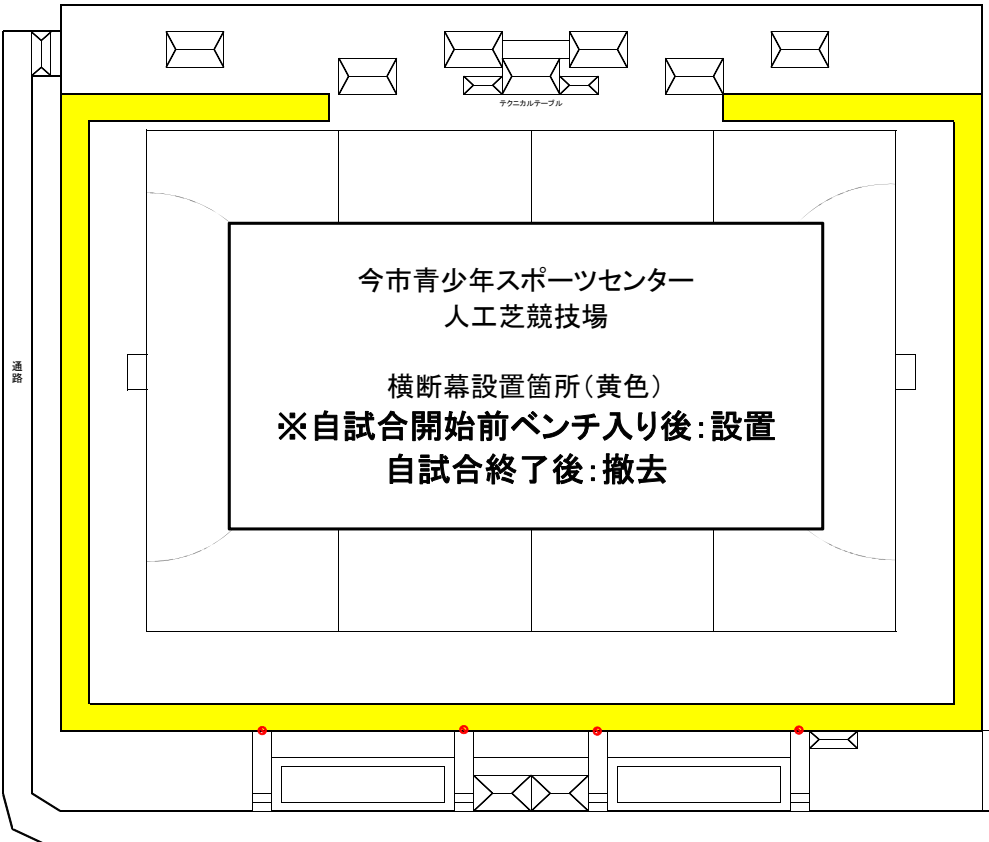 テクニカルテーブル
今市青少年スポーツセンター
人工芝競技場
通路
横断幕設置箇所（黄色）
※自試合開始前ベンチ入り後：設置
自試合終了後：撤去